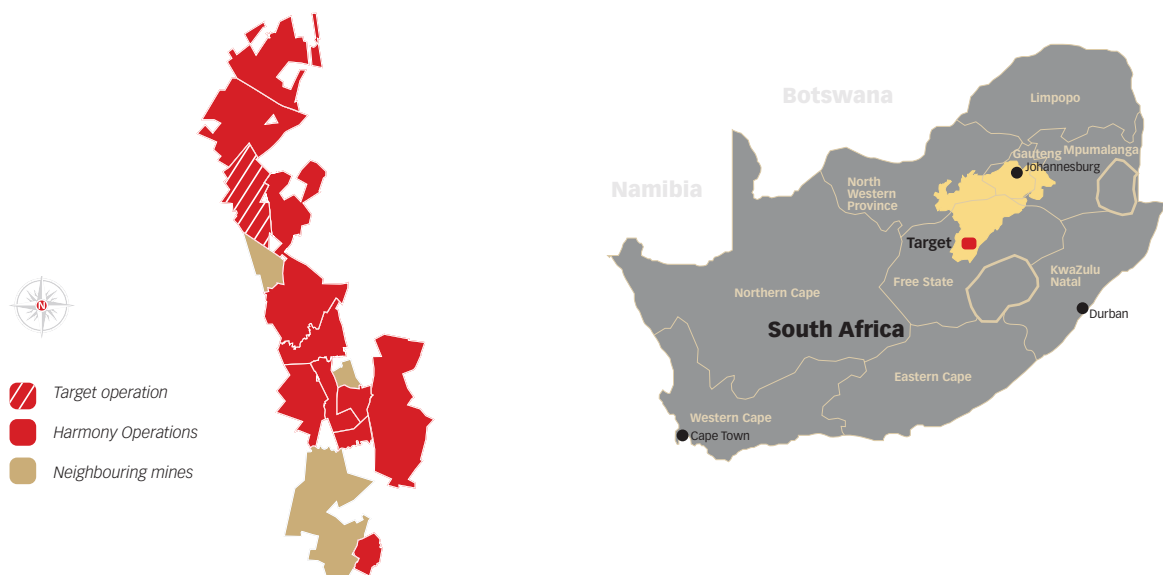 N
Target operation
Harmony Operations
Neighbouring mines
Botswana
Namibia
Limpopo
Mpumalanga
Gauteng
Johannesburg
North
Western
Province
Target
Free State
KwaZulu
Natal
Durban
Northern Cape
South Africa
Eastern Cape
Western Cape
Cape Town